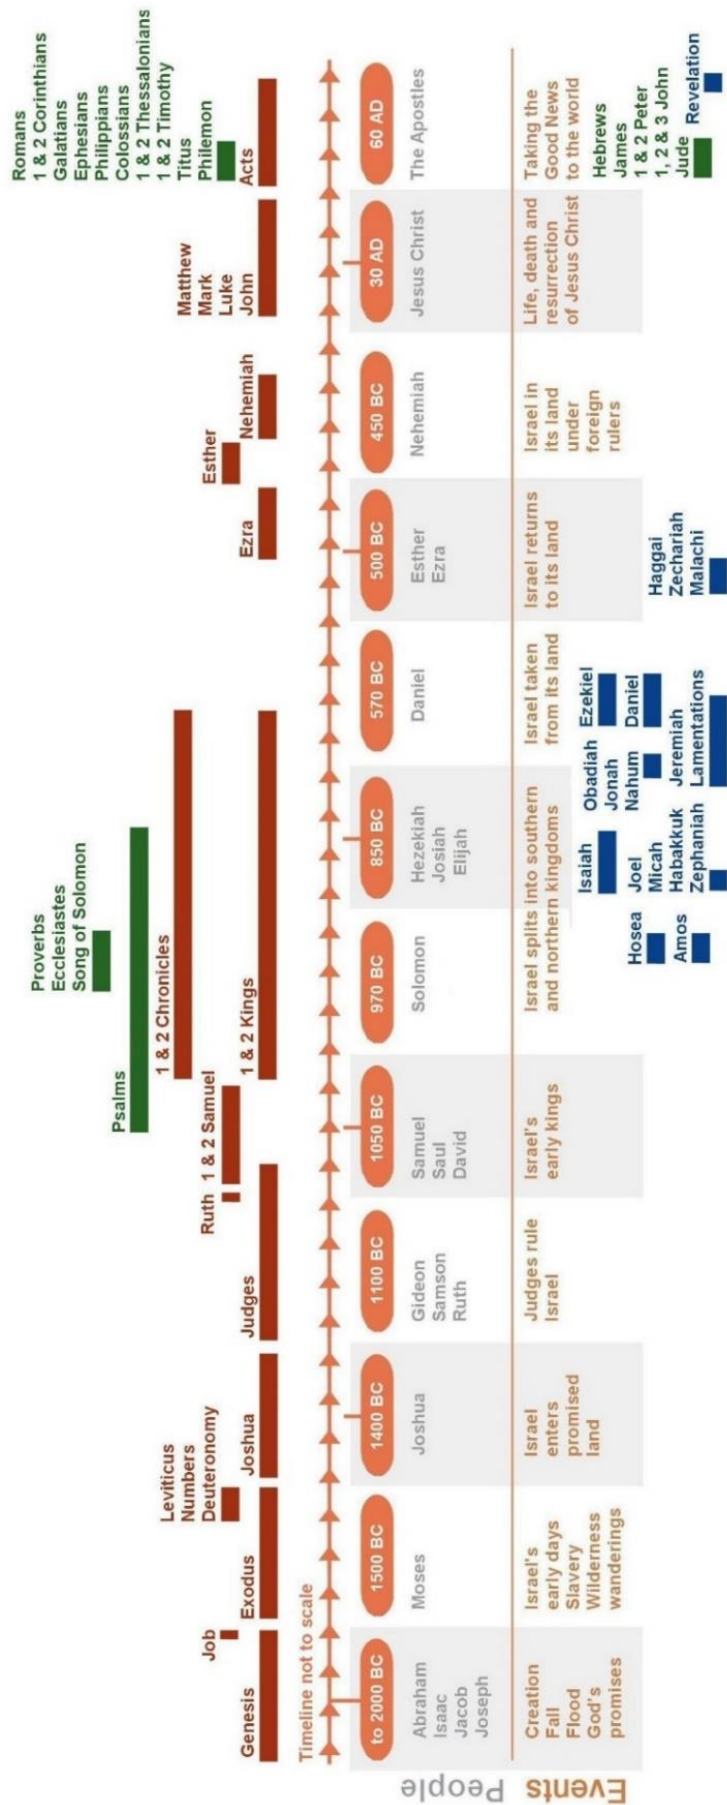 Romans
1 & 2 Corinthians
Galatians
Ephesians
Philippians
Colossians
1 & 2 Thessalonians
1 & 2 Timothy
Titus
Philemon
Proverbs
Ecclesiastes
Song of Solomon
Psalms
Matthew
Mark
Luke
John
1 & 2 Chronicles
Leviticus
Numbers
Deuteronomy
Job
Ruth
1 & 2 Samuel
Esther
Genesis
Exodus
Joshua
Judges
1 & 2 Kings
Ezra
Nehemiah
Acts
Timeline not to scale
to 2000 BC
1500 BC
1400 BC
1100 BC
1050 BC
970 BC
850 BC
570 BC
500 BC
450 BC
30 AD
60 AD
People
Abraham
Isaac
Jacob
Joseph
Moses
Joshua
Gideon
Samson
Ruth
Samuel
Saul
David
Solomon
Hezekiah
Josiah
Elijah
Daniel
Esther
Ezra
Nehemiah
Jesus Christ
The Apostles
Events
Creation
Fall
Flood
God's
promises
Israel's
early days
Slavery
Wilderness
wanderings
Israel
enters
promised
land
Judges rule
Israel
Israel's
early kings
Israel splits into southern
and northern kingdoms
Israel taken
from its land
Israel returns
to its land
Israel in
its land
under
foreign
rulers
Life, death and
resurrection
of Jesus Christ
Taking the
Good News
to the world
Hosea
Amos
Isaiah
Joel
Micah
Habakkuk
Zephaniah
Obadiah
Jonah
Nahum
Ezekiel
Daniel
Jeremiah
Lamentations
Haggai
Zechariah
Malachi
Hebrews
James
1 & 2 Peter
1, 2 & 3 John
Jude
Revelation